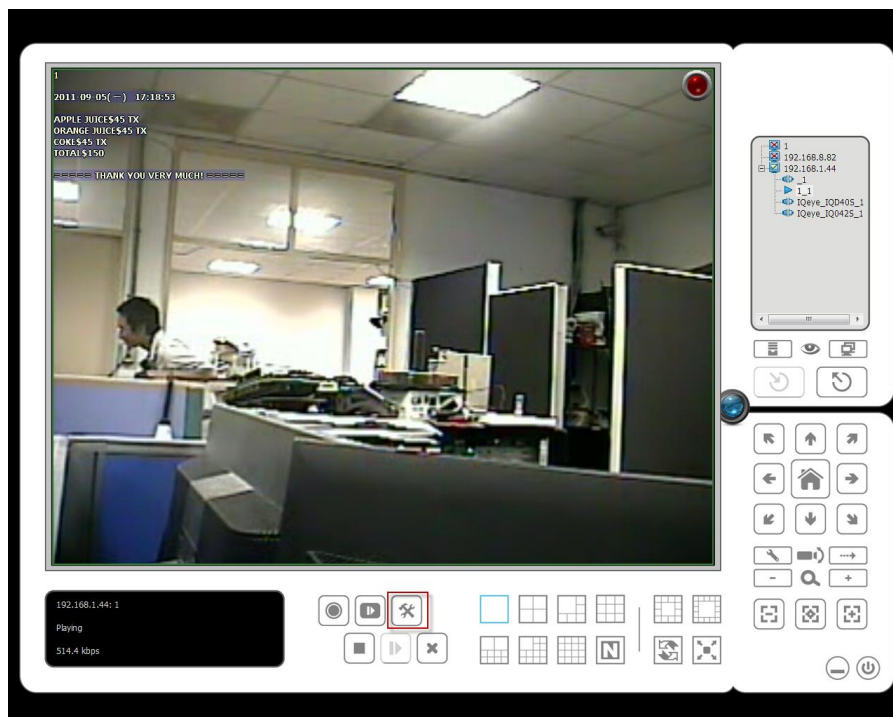 1
2011-09-05(一) 17:18:53
APPLE JUICE$45 TX
ORANGE JUICE$45 TX
COKE$45 TX
TOTAL$150
===== THANK YOU VERY MUCH! =====
1
192.168.8.82
192.168.1.44
_1
1_1
IQeye_IQD40S_1
IQeye_IQ042S_1
192.168.1.44: 1
Playing
514.4 kbps
N